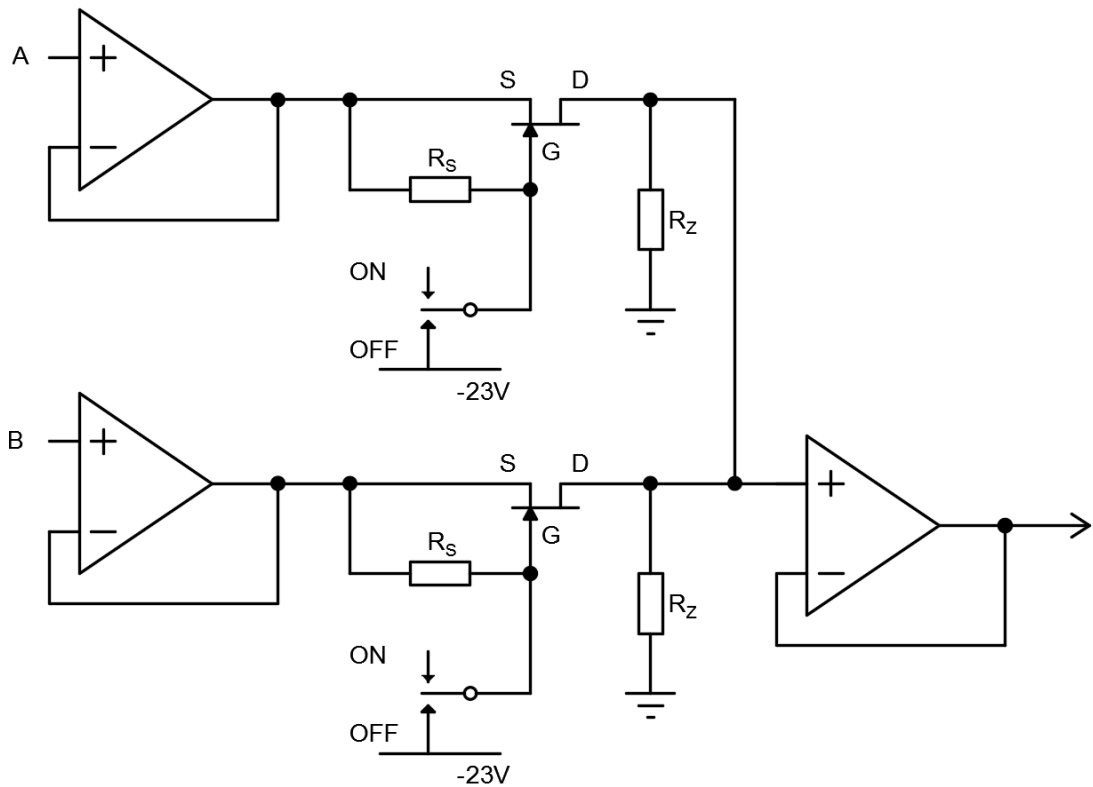 A
+
−
S
D
G
Rs
Rz
ON
OFF
-23V
B
+
−
S
D
G
Rs
Rz
ON
OFF
-23V
+
−